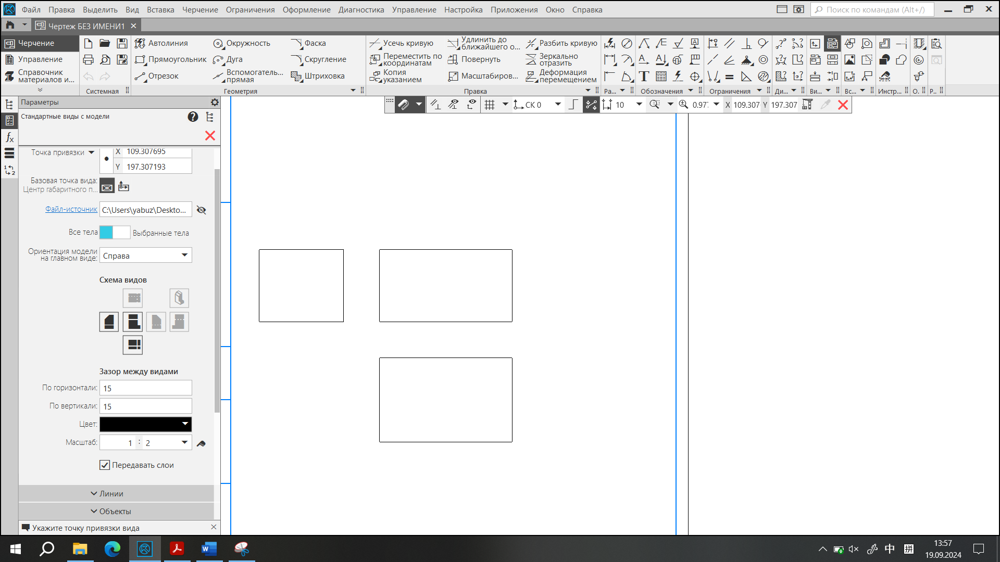 Файл Правка Выделить Вид Вставка Черчение Ограничения Оформление Диагностика Управление Настройка Приложения Окно Справка
Поиск по командам (Alt+/)
Чертеж БЕЗ ИМЕНИ1
Черчение
Управление
Справочник
материалов и...
Системная
Автолиния
Окружность
Фаска
Прямоугольник
Дуга
Скругление
Отрезок
Вспомогатель...
прямая
Штриховка
Геометрия
Усечь кривую
Удлинить до
ближайшего о...
Разбить кривую
Переместить по
координатам
Повернуть
Зеркально
отразить
Копия
указанием
Масштабиров...
Деформация
перемещением
Правка
Ра...
Обозначения
Ограничения
Ди...
Ви...
Вс...
Инстр...
О.
Р..
Параметры
Стандартные виды с модели
СК 0
10
0.97
X 109.307
Y 197.307
Точка привязки
X 109.307695
Y 197.307193
Базовая точка вида:
Центр габаритного п...
Файл-источник
C:\Users\yabuz\Deskto...
Все тела
Выбранные тела
Ориентация модели
на главном виде:
Справа
Схема видов
Зазор между видами
По горизонтали: 15
По вертикали: 15
Цвет:
Масштаб: 1 : 2
Передавать слои
Линии
Объекты
Укажите точку привязки вида
中
拼
13:57
19.09.2024